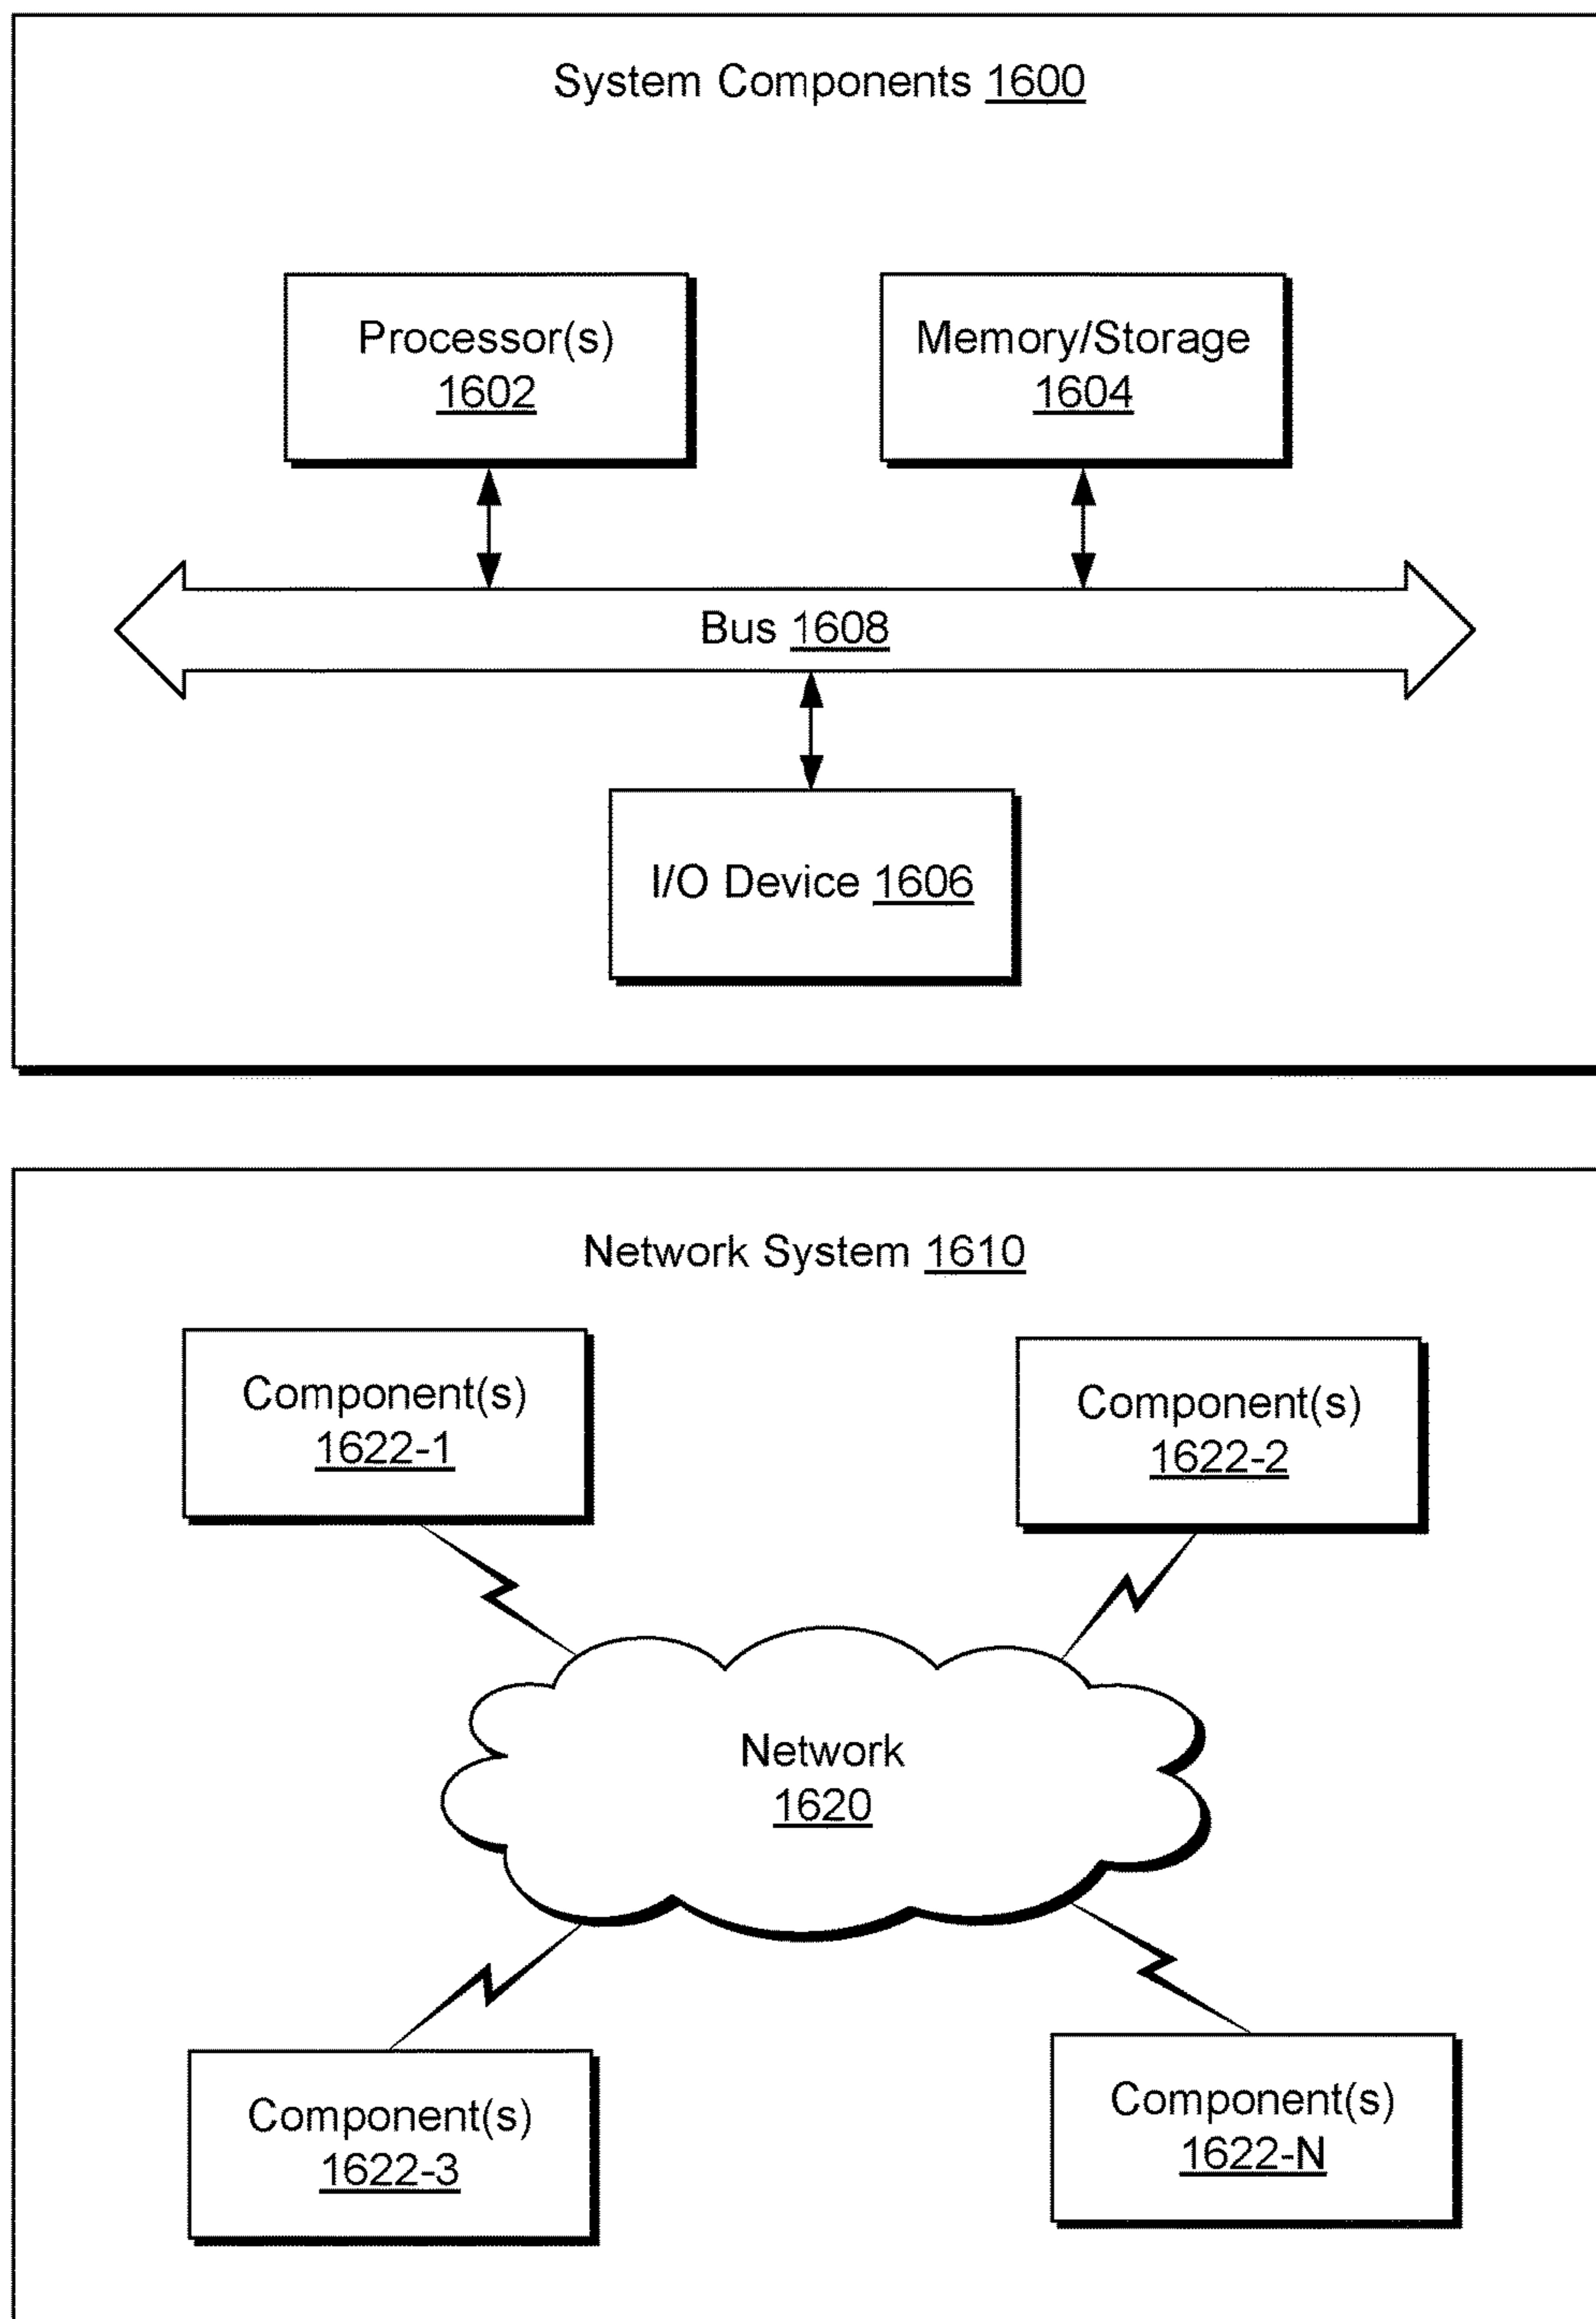 System Components 1600
Processor(s)
1602
Memory/Storage
1604
Bus 1608
I/O Device 1606
Network System 1610
Component(s)
1622-1
Component(s)
1622-2
Network
1620
Component(s)
1622-3
Component(s)
1622-N